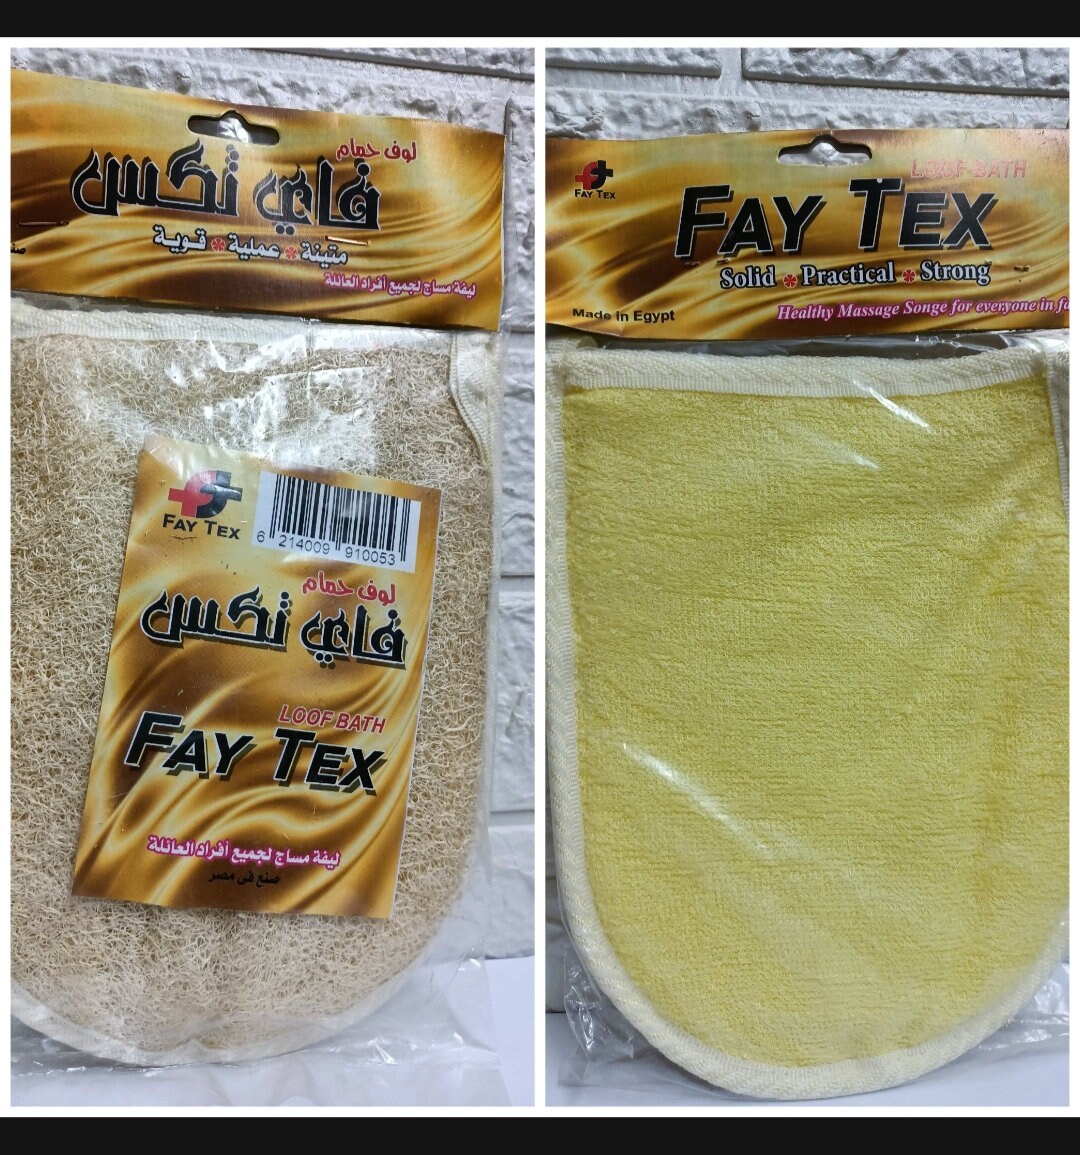 لوف حمام
فاي تكس
متينة * عملية * قوية
ليفة مساج لجميع أفراد العائلة
FAY TEX
6 214009 910053
لوف حمام
فاي تكس
LOOF BATH
FAY TEX
ليفة مساج لجميع أفراد العائلة
صنع فى مصر
FAY TEX
LOOF BATH
FAY TEX
Solid * Practical * Strong
Healthy Massage Songe for everyone in
Made in Egypt